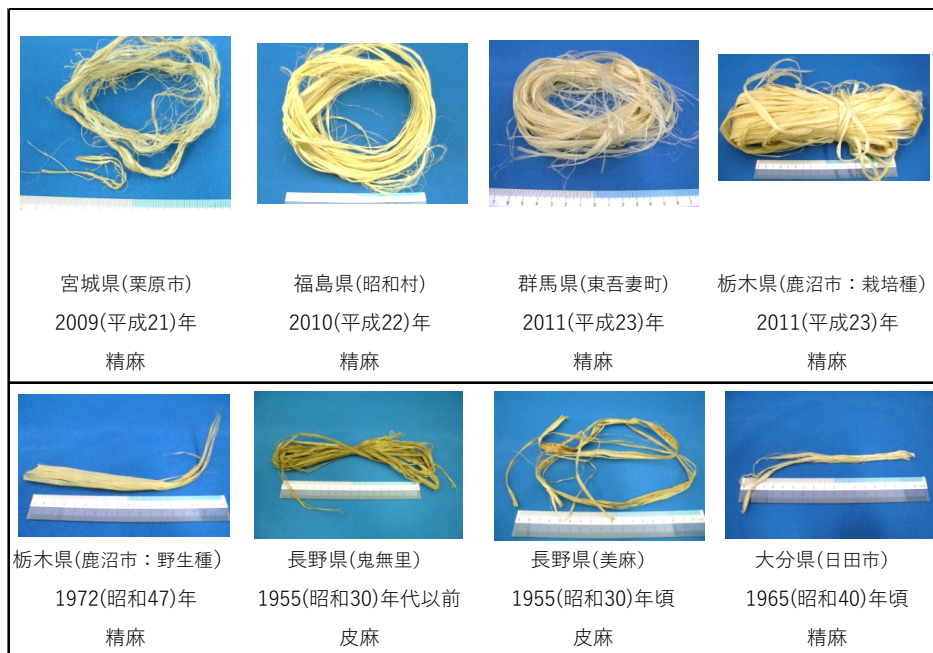 宮城県(栗原市)
2009(平成21)年
精麻
福島県(昭和村)
2010(平成22)年
精麻
群馬県(東吾妻町)
2011(平成23)年
精麻
栃木県(鹿沼市：栽培種)
2011(平成23)年
精麻
栃木県(鹿沼市：野生種)
1972(昭和47)年
精麻
長野県(鬼無里)
1955(昭和30)年代以前
皮麻
長野県(美麻)
1955(昭和30)年頃
皮麻
大分県(日田市)
1965(昭和40)年頃
精麻